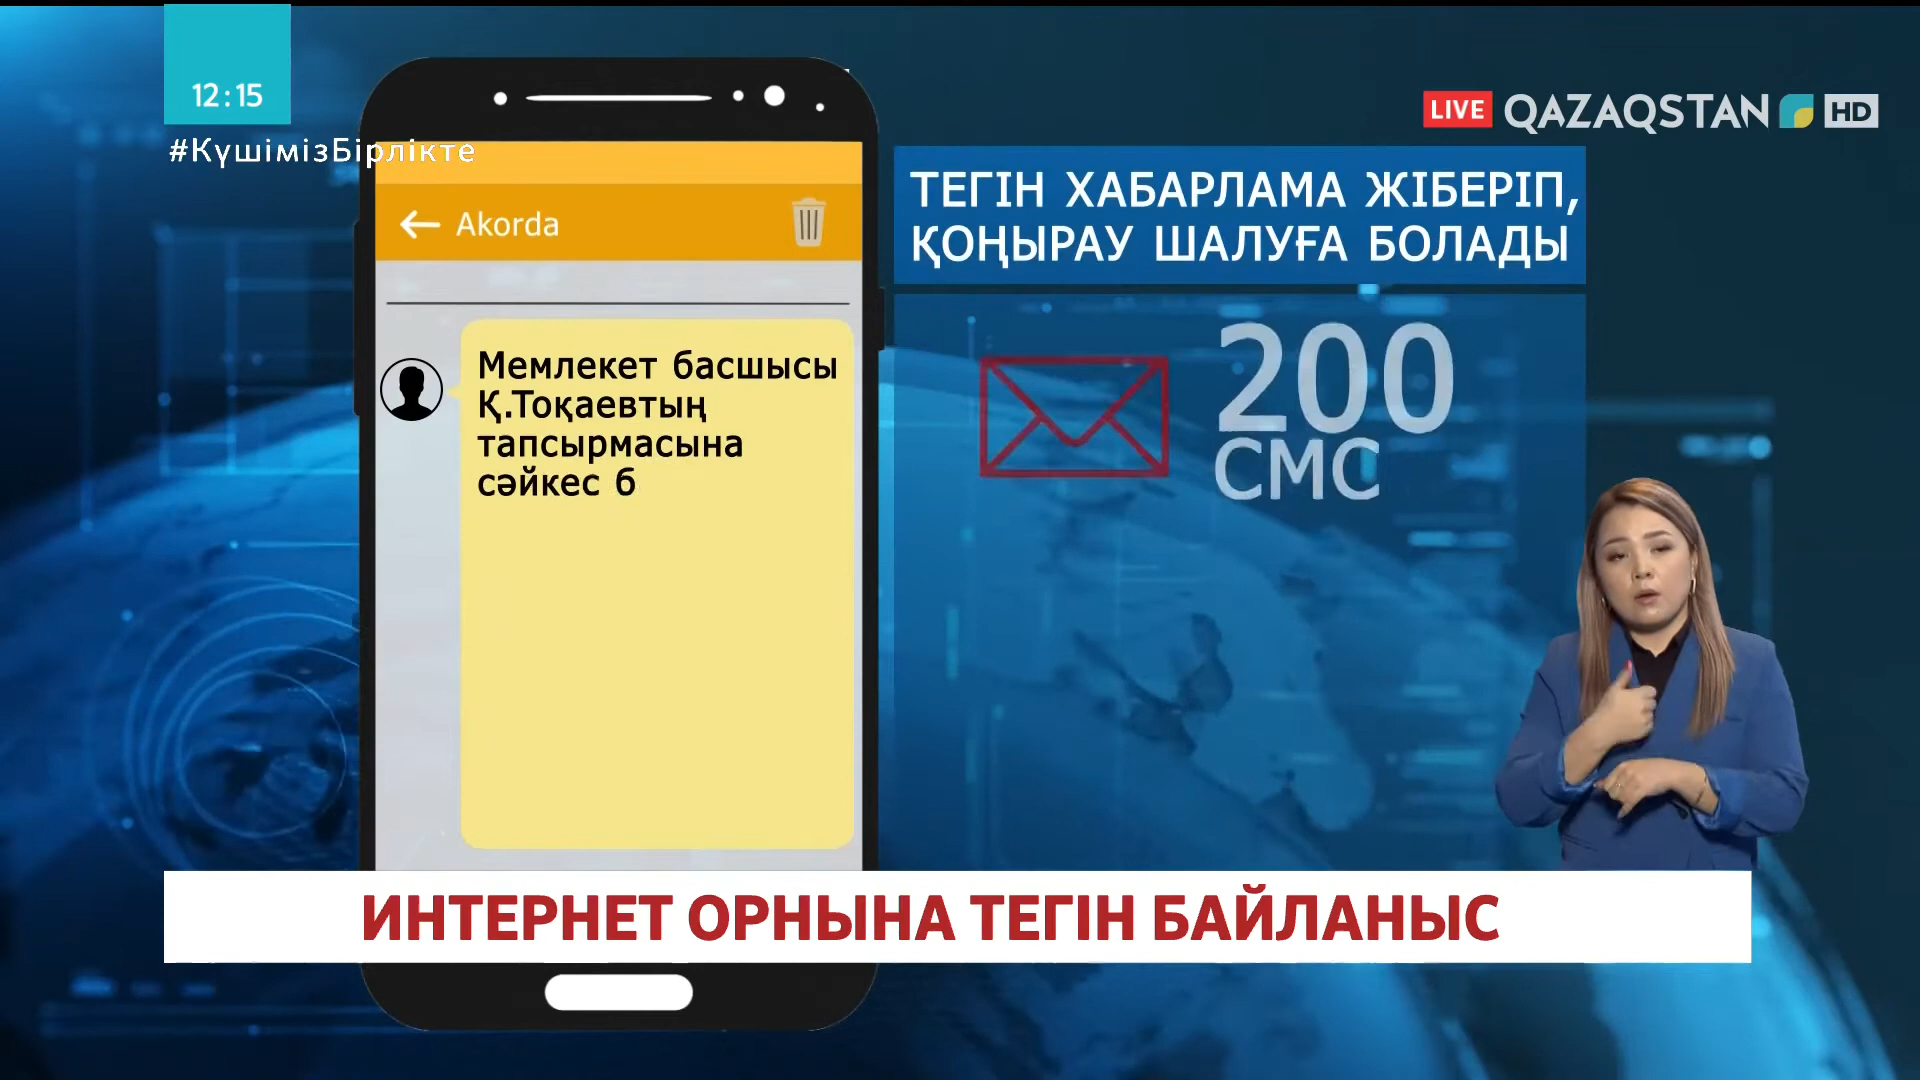 12:15
#КүшімізБірлікте
LIVE QAZAQSTAN HD
Akorda
Мемлекет басшысы
Қ.Тоқаевтың
тапсырмасына
сәйкес б
ТЕГІН ХАБАРЛАМА ЖІБЕРІП,
ҚОҢЫРАУ ШАЛУҒА БОЛАДЫ
200
СМС
ИНТЕРНЕТ ОРНЫНА ТЕГІН БАЙЛАНЫС